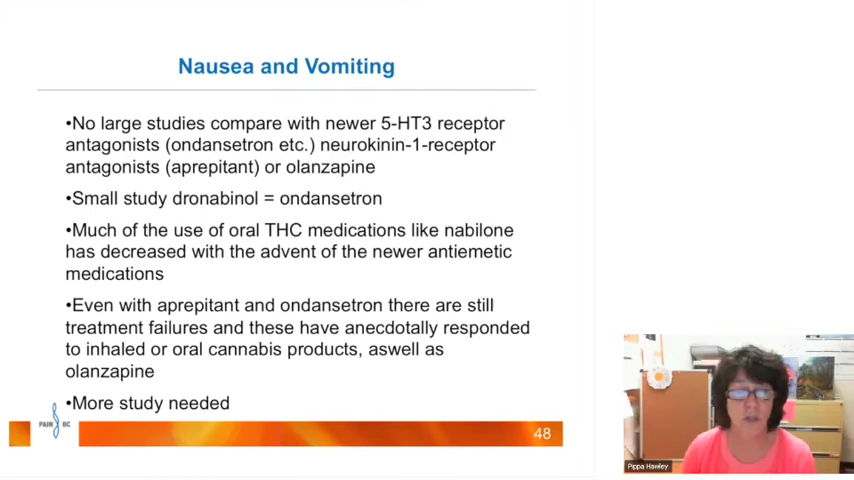 Nausea and Vomiting
•No large studies compare with newer 5-HT3 receptor
antagonists (ondansetron etc.) neurokinin-1-receptor
antagonists (aprepitant) or olanzapine
•Small study dronabinol = ondansetron
•Much of the use of oral THC medications like nabilone
has decreased with the advent of the newer antiemetic
medications
•Even with aprepitant and ondansetron there are still
treatment failures and these have anecdotally responded
to inhaled or oral cannabis products, aswell as
olanzapine
•More study needed
PAIN BC
48
Pippa Hawley